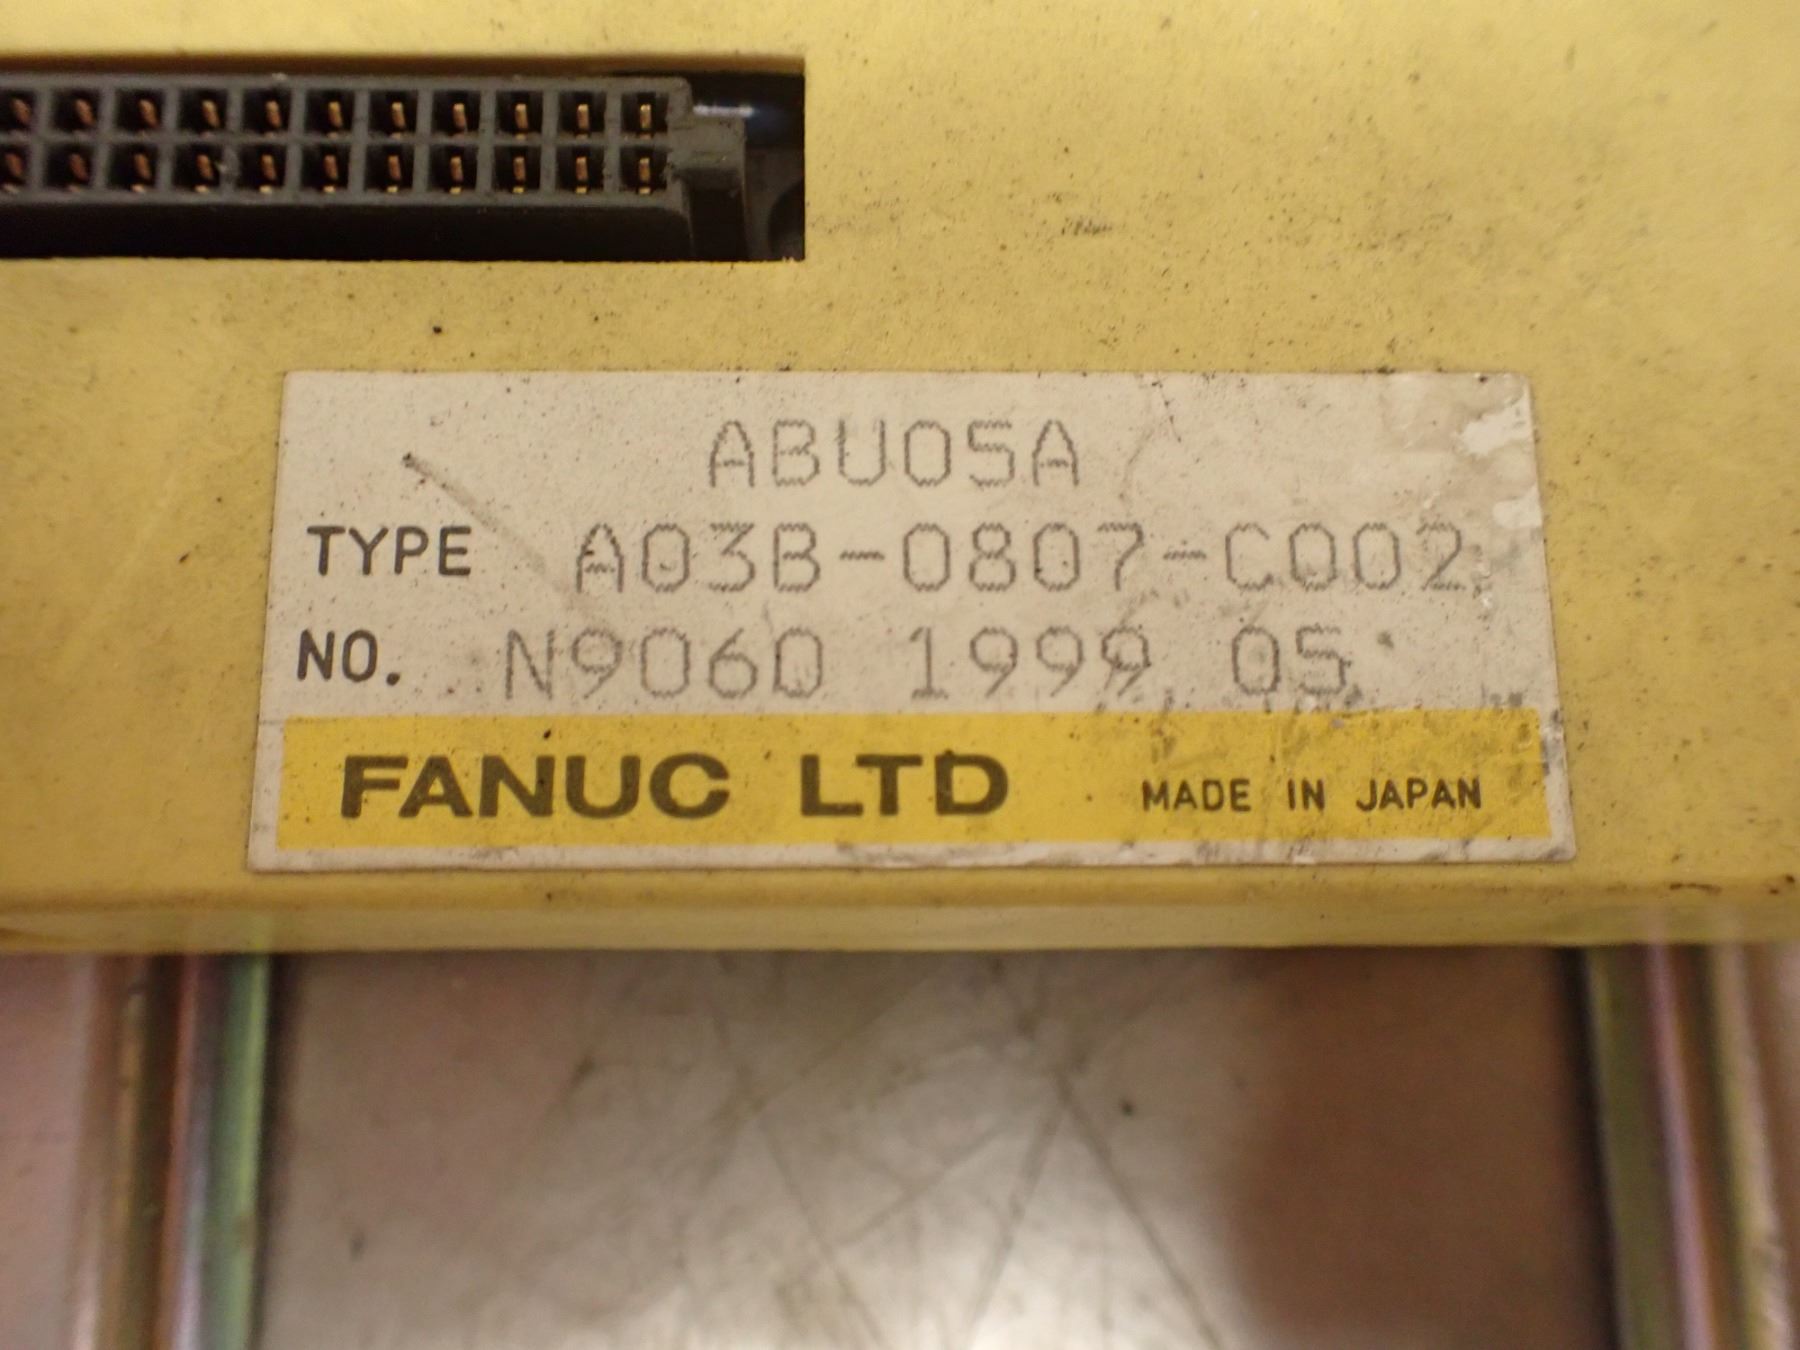 ABU05A
TYPE A03B-0807-C002
NO. N9060 1999.05
FANUC LTD MADE IN JAPAN